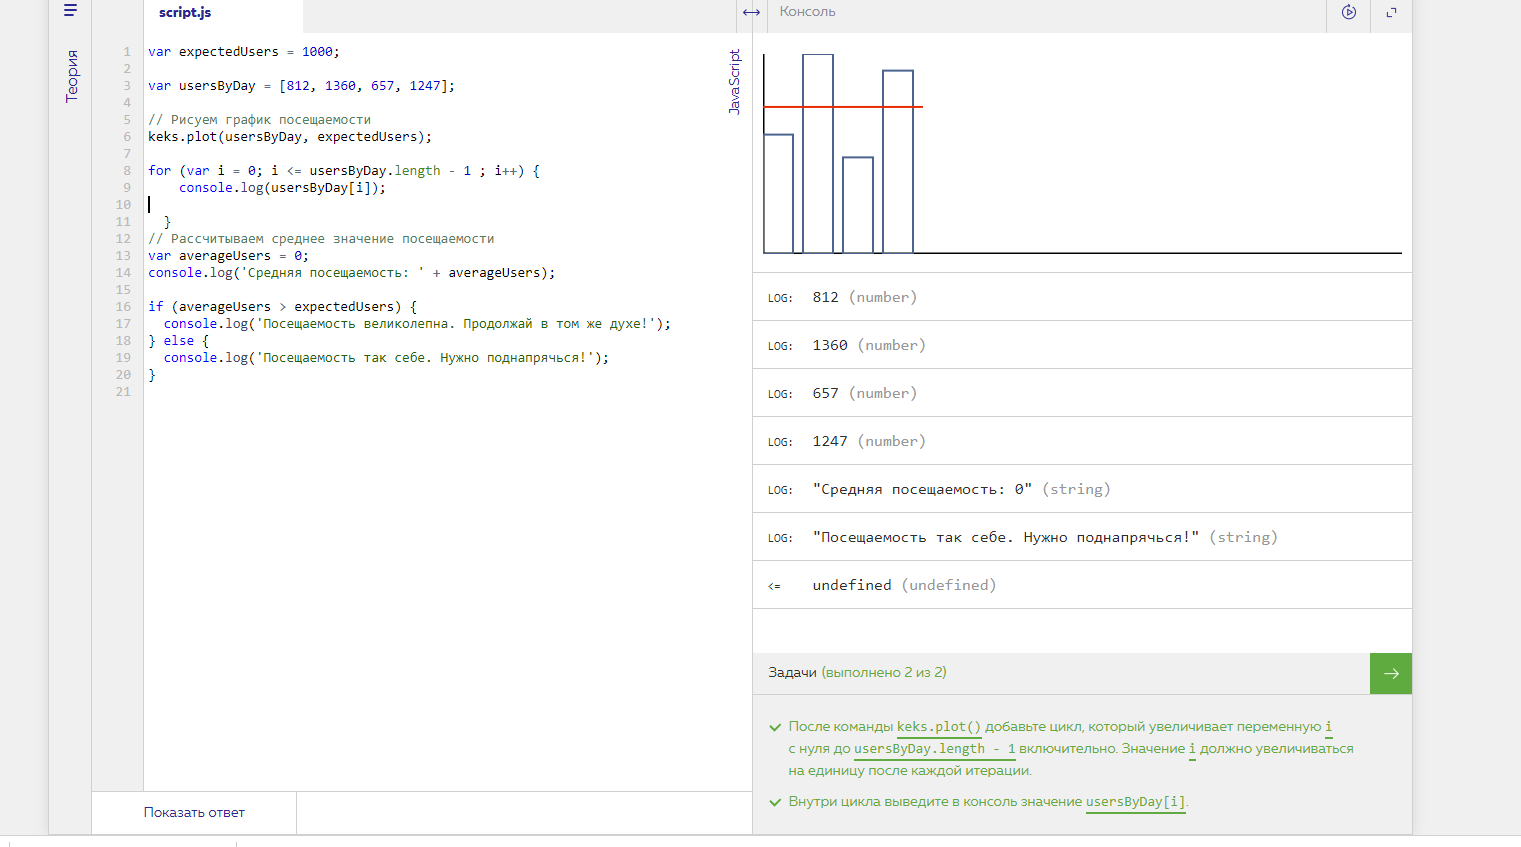 script.js
Консоль
Теория
JavaScript
1 var expectedUsers = 1000;
2
3 var usersByDay = [812, 1360, 657, 1247];
4
5 // Рисуем график посещаемости
6 keks.plot(usersByDay, expectedUsers);
7
8 for (var i = 0; i <= usersByDay.length - 1 ; i++) {
9 console.log(usersByDay[i]);
10
11 }
12 // Рассчитываем среднее значение посещаемости
13 var averageUsers = 0;
14 console.log('Средняя посещаемость: ' + averageUsers);
15
16 if (averageUsers > expectedUsers) {
17 console.log('Посещаемость великолепна. Продолжай в том же духе!');
18 } else {
19 console.log('Посещаемость так себе. Нужно поднапрячься!');
20 }
21
Показать ответ
LOG: 812 (number)
LOG: 1360 (number)
LOG: 657 (number)
LOG: 1247 (number)
LOG: "Средняя посещаемость: 0" (string)
LOG: "Посещаемость так себе. Нужно поднапрячься!" (string)
<= undefined (undefined)
Задачи (выполнено 2 из 2)
После команды keks.plot() добавьте цикл, который увеличивает переменную i
с нуля до usersByDay.length - 1 включительно. Значение i должно увеличиваться
на единицу после каждой итерации.
Внутри цикла выведите в консоль значение usersByDay[i].